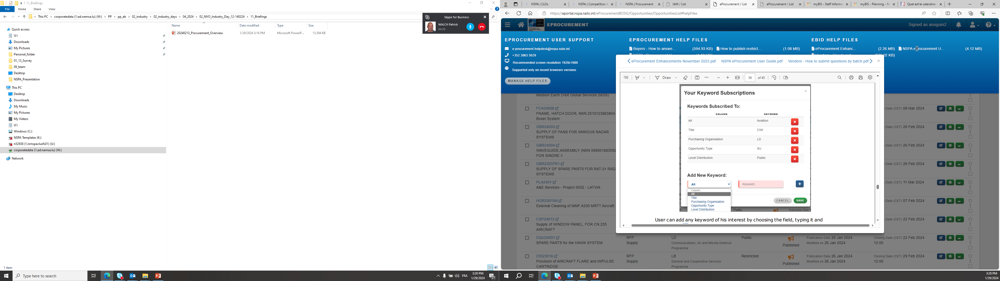 11_Briefings
File Home Share View
This PC > corporatedata (\\ad.namsa.lu) (W:) > PP > pp_ab > 02_industry > 02_industry_days > 04_2024 > 02_NVO_Industry_Day_12-140224 > 11_Briefings
Quick access
U:\
Downloads
My Pictures
Personal_folder
01_13_Survey
09_team
Desktop
NSPA_Presentation
This PC
Desktop
Downloads
My Music
My Pictures
My Videos
U:\
Windows (C:)
NSPA Templates (K:)
n52938 (\\nrnspaclusfs01) (U:)
corporatedata (\\ad.namsa.lu) (W:)
Network
Name Date modified Type Size
20240213_Procurement_Overview 1/29/2024 3:16 PM Microsoft PowerP... 13,594 KB
Skype for Business
WALCH Patrick
44:29
1 item
Type here to search
FRA
3:20 PM
1/29/2024
21
NSPA | CLOs
NSPA | Competition A
NSPA | Procurement
IAM / List
eProcurement / List
eProcurement / List
myBIS - Staff Informa
myBIS - Planning - M
Quel est le calendrier
https://eportal.nspa.nato.int/eProcurementBO5G/Opportunities/OpportunitiesList#helpFiles
NATO
OTAN
EPROCUREMENT
Signed as aseguin2
EPROCUREMENT USER SUPPORT
e-procurement.helpdesk@nspa.nato.int
+352 3063 5629
Recommended screen resolution 1920x1080
Supported only on recent browsers versions
MANAGE HELP FILES
EPROCUREMENT HELP FILES
Buyers - How to answe... (594.93 KB) How to publish restrict... (1.08 MB)
EBID HELP FILES
eProcurement Enhanc... (2.26 MB) NSPA eProcurement U... (4.12 MB)
eProcurement Enhancements November 2023.pdf NSPA eProcurement User Guide.pdf Vendors - How to submit questions by batch.pdf
Draw
36 of 45
Your Keyword Subscriptions
Keywords Subscribed To:
COLUMN KEYWORD
All Aviation
Title CWI
Purchasing Organisation LD
Opportunity Type SU
Level Distribution Public
Add New Keyword:
All Keyword... +
Column...
All
Title
Purchasing Organisation
Opportunity Type
Level Distribution
CANCEL SAVE
User can add any keyword of his interest by choosing the field, typing it and
Medium Earth Orbit Global Services (MGS)
FCA24008
FRAME, HATCH DOOR, NSN 2510123883804
Boxer System
Date (CET) 08 Mar 2024
GBR24003
SUPPLY OF FANS FOR VARIOUS RADAR
SYSTEMS
Date (CET) 26 Feb 2024
GBR24004
WAVEGUIDE,ASSEMBLY (NSN 598501683092
FOR SINDRE-1
Date (CET) 26 Feb 2024
GBR23037R1
SUPPLY OF SPARE PARTS FOR RAT-31 RAD
SYSTEMS
Date (CET) 26 Feb 2024
PLA2401
A&E Services - Project 0032 - LATVIA
Date (CET) 11 Mar 2024
HGR23015A
External Cleaning of MMF A330 MRTT Aircraft
Public
Publication Date
Date (CET) 07 Feb 2024
CSP24012
Supply of WINDOW PANEL, FOR CN 235
AIRCRAFT
Date (CET) 22 Feb 2024
DQU24001 RFP LD Public Publication Date 26 Jan 2024 Closing Date (CET) 22 Feb 2024
SPARE PARTS for the HAWK SYSTEM Supply Communications, Air and Missile Defense Published Modified on 26 Jan 2024 12:00
Programme
DIS23016 RFP LB Restricted Publication Date 26 Jan 2024 Closing Date (CET) 29 Feb 2024
Provision of AIRCRAFT FLARE and IMPULSE Supply General and Cooperative Services Published Modified on 26 Jan 2024 12:00
CARTRIDGE Programme
3:20 PM
1/29/2024